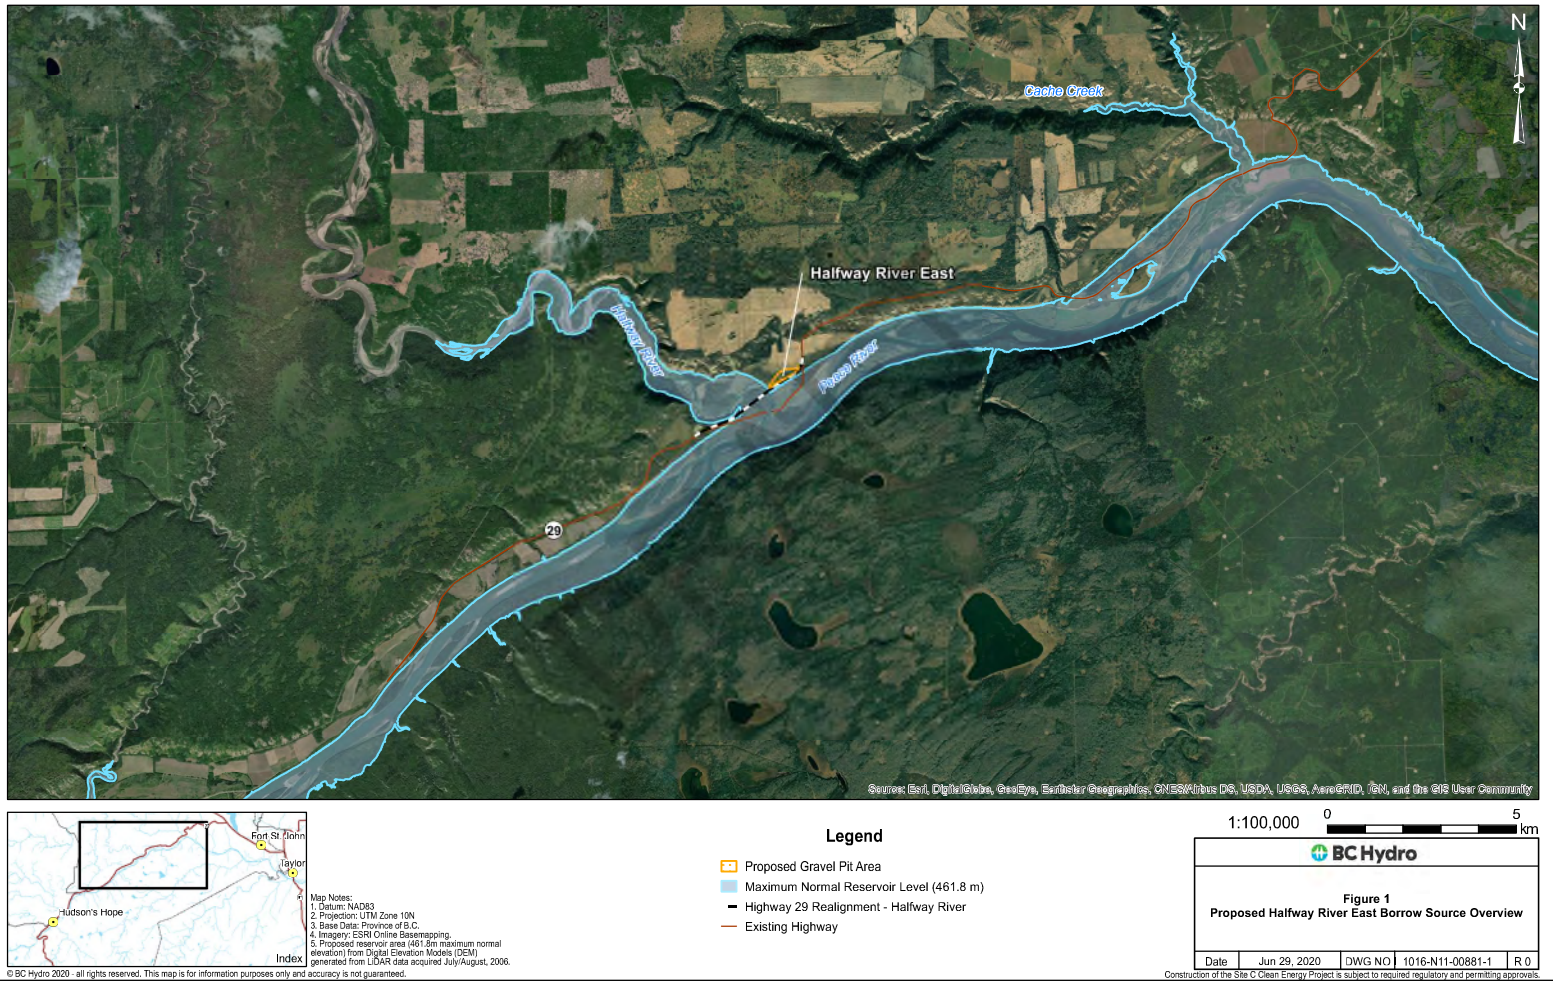 N
Cache Creek
Halfway River East
Halfway River
Peace River
29
Source: Esri, DigitalGlobe, GeoEye, Earthstar Geographics, CNES/Airbus DS, USDA, USGS, AeroGRID, IGN, and the GIS User Community
Fort St. John
Taylor
Hudson's Hope
Index
Map Notes:
1. Datum: NAD83
2. Projection: UTM Zone 10N
3. Base Data: Province of B.C.
4. Imagery: ESRI Online Basemapping.
5. Proposed reservoir area (461.8m maximum normal
elevation) from Digital Elevation Models (DEM)
generated from LiDAR data acquired July/August, 2006.
Legend
Proposed Gravel Pit Area
Maximum Normal Reservoir Level (461.8 m)
Highway 29 Realignment - Halfway River
Existing Highway
1:100,000
0 5
km
BC Hydro
Figure 1
Proposed Halfway River East Borrow Source Overview
Date Jun 29, 2020 DWG NO 1016-N11-00881-1 R 0
© BC Hydro 2020 - all rights reserved. This map is for information purposes only and accuracy is not guaranteed.
Construction of the Site C Clean Energy Project is subject to required regulatory and permitting approvals.